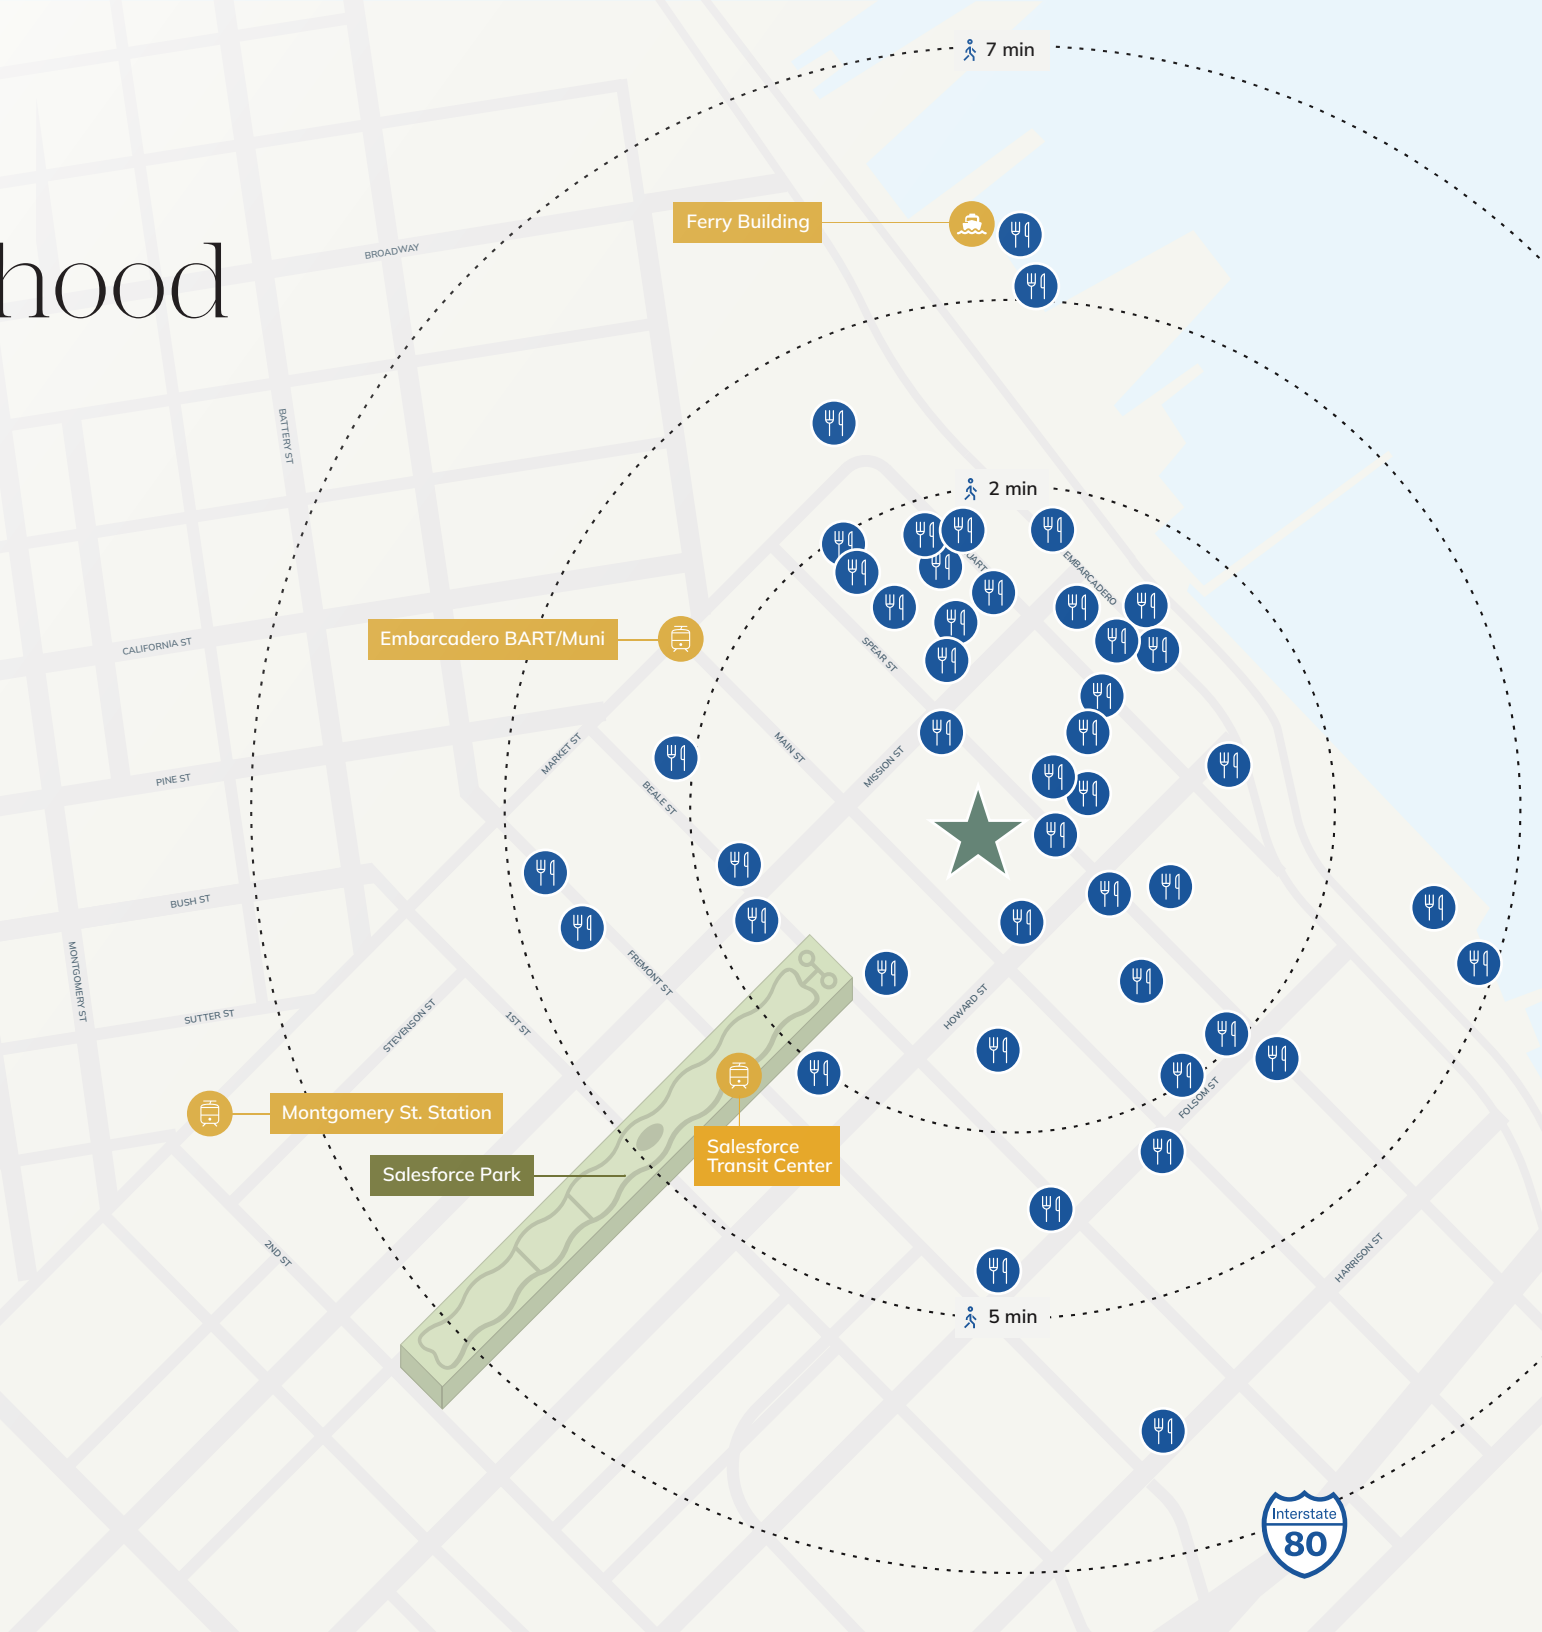 7 min
Ferry Building
BROADWAY
hood
BATTERY ST
2 min
EMBARCADERO
Embarcadero BART/Muni
CALIFORNIA ST
SPEAR ST
MARKET ST
MAIN ST
MISSION ST
PINE ST
BEALE ST
BUSH ST
MONTGOMERY ST
FREMONT ST
SUTTER ST
STEVENSON ST
1ST ST
HOWARD ST
Montgomery St. Station
FOLSOM ST
Salesforce
Transit Center
Salesforce Park
2ND ST
HARRISON ST
5 min
Interstate
80